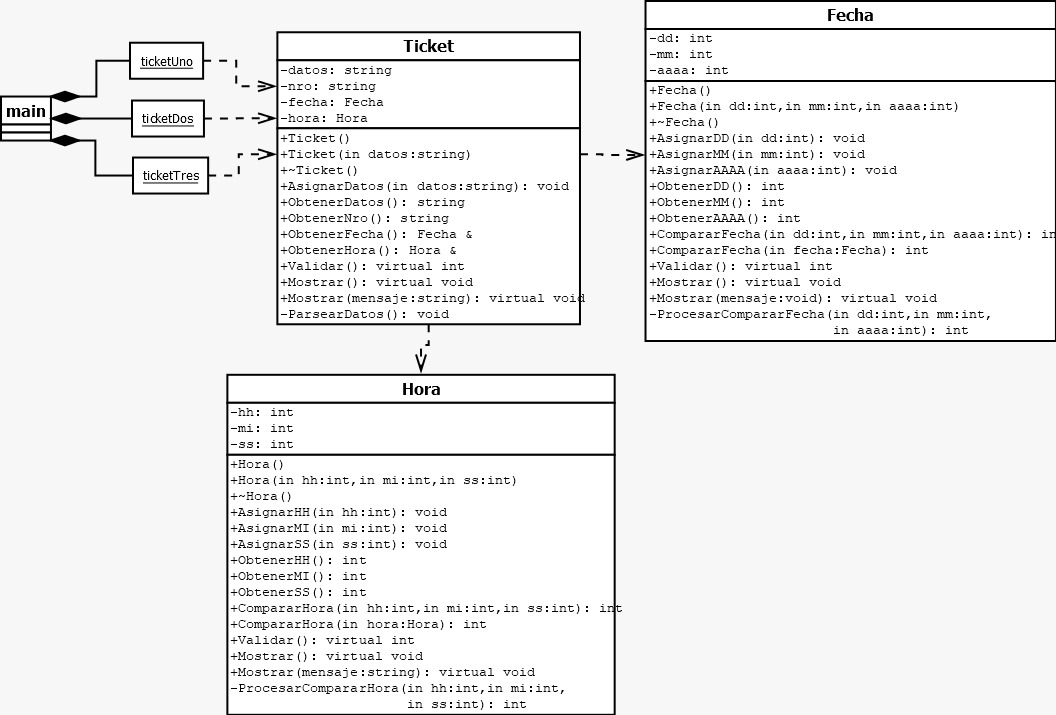 main
ticketUno
ticketDos
ticketTres
Ticket
-datos: string
-nro: string
-fecha: Fecha
-hora: Hora
+Ticket()
+Ticket(in datos:string)
+~Ticket()
+AsignarDatos(in datos:string): void
+ObtenerDatos(): string
+ObtenerNro(): string
+ObtenerFecha(): Fecha &
+ObtenerHora(): Hora &
+Validar(): virtual int
+Mostrar(): virtual void
+Mostrar(mensaje:string): virtual void
-ParsearDatos(): void
Fecha
-dd: int
-mm: int
-aaaa: int
+Fecha()
+Fecha(in dd:int,in mm:int,in aaaa:int)
+~Fecha()
+AsignarDD(in dd:int): void
+AsignarMM(in mm:int): void
+AsignarAAAA(in aaaa:int): void
+ObtenerDD(): int
+ObtenerMM(): int
+ObtenerAAAA(): int
+CompararFecha(in dd:int,in mm:int,in aaaa:int): in
+CompararFecha(in fecha:Fecha): int
+Validar(): virtual int
+Mostrar(): virtual void
+Mostrar(mensaje:void): virtual void
-ProcesarCompararFecha(in dd:int,in mm:int,
in aaaa:int): int
Hora
-hh: int
-mi: int
-ss: int
+Hora()
+Hora(in hh:int,in mi:int,in ss:int)
+~Hora()
+AsignarHH(in hh:int): void
+AsignarMI(in mi:int): void
+AsignarSS(in ss:int): void
+ObtenerHH(): int
+ObtenerMI(): int
+ObtenerSS(): int
+CompararHora(in hh:int,in mi:int,in ss:int): int
+CompararHora(in hora:Hora): int
+Validar(): virtual int
+Mostrar(): virtual void
+Mostrar(mensaje:string): virtual void
-ProcesarCompararHora(in hh:int,in mi:int,
in ss:int): int